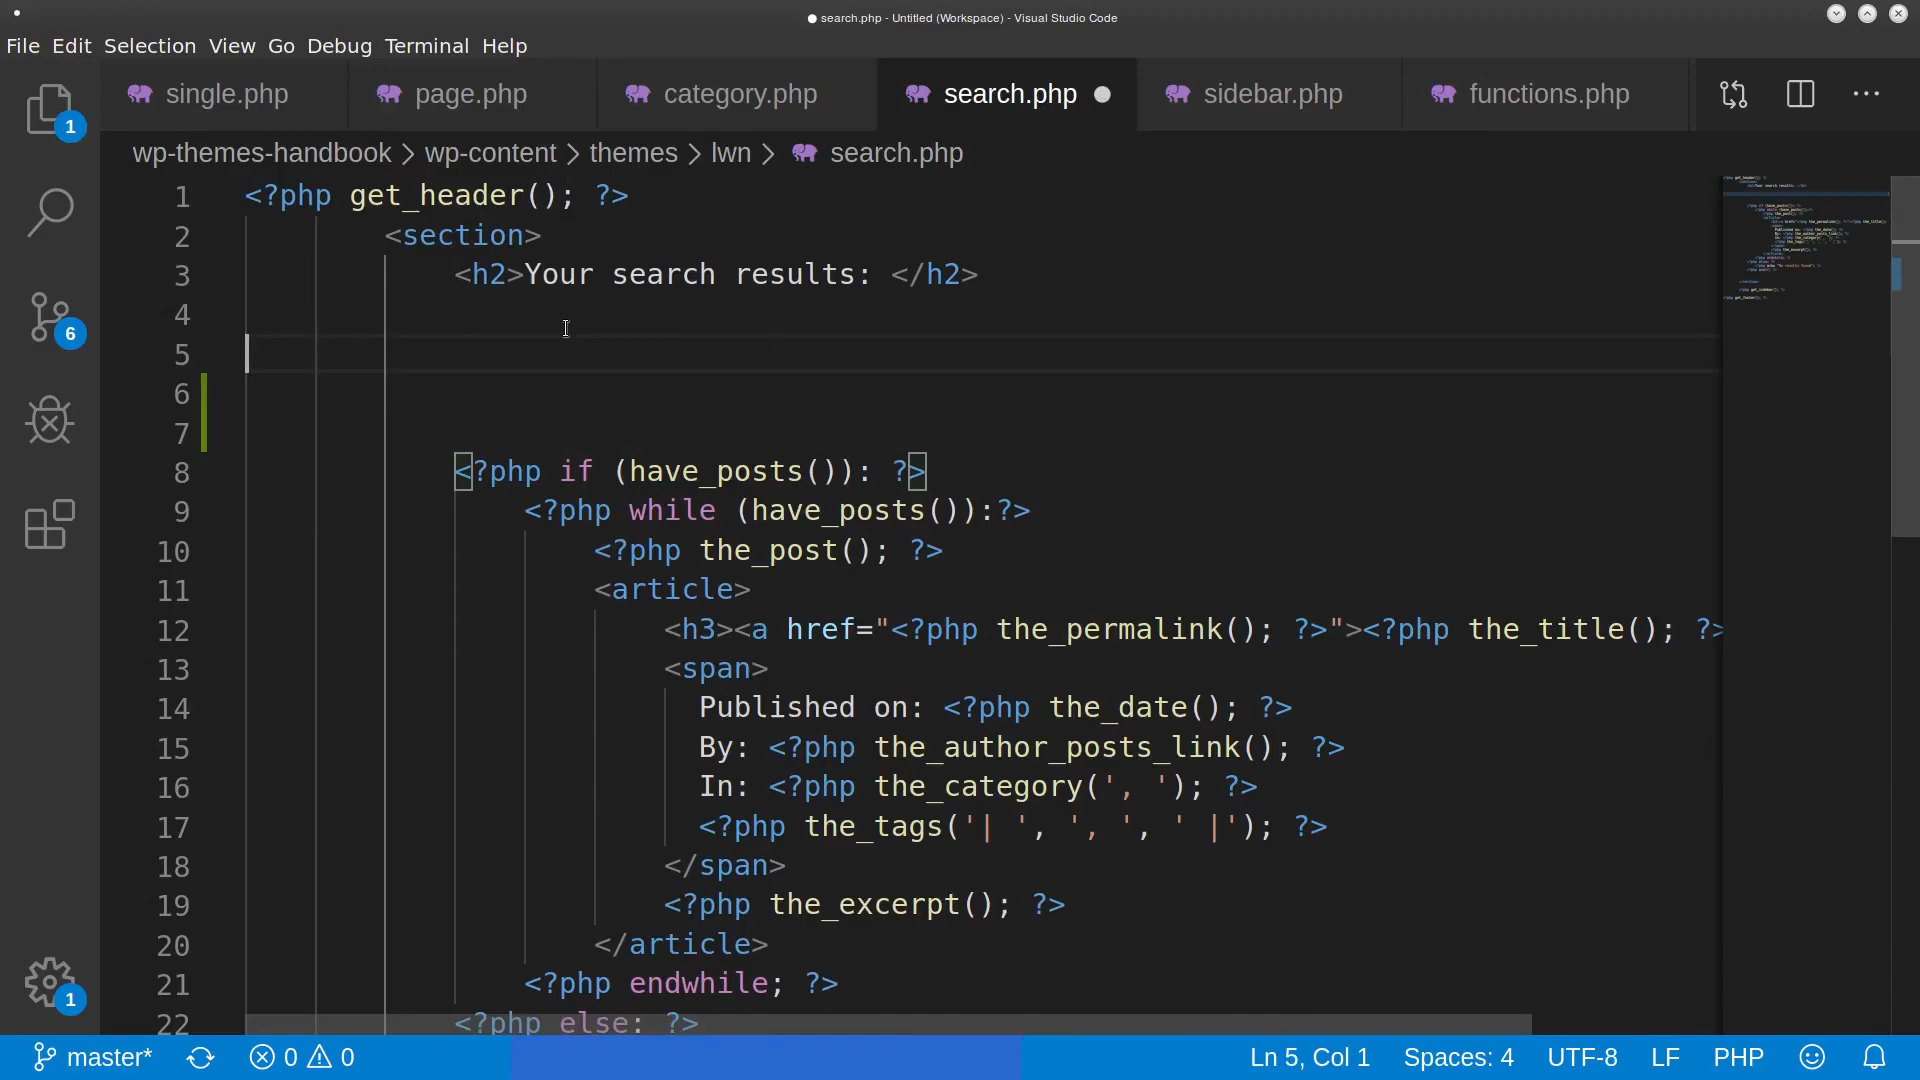 search.php - Untitled (Workspace) - Visual Studio Code
File Edit Selection View Go Debug Terminal Help
single.php page.php category.php search.php sidebar.php functions.php
1
wp-themes-handbook > wp-content > themes > lwn > search.php
1 <?php get_header(); ?>
2 <section>
3 <h2>Your search results: </h2>
4
6
5
6
7
8 <?php if (have_posts()): ?>
9 <?php while (have_posts()):?>
10 <?php the_post(); ?>
11 <article>
12 <h3><a href="<?php the_permalink(); ?>"><?php the_title(); ?>
13 <span>
14 Published on: <?php the_date(); ?>
15 By: <?php the_author_posts_link(); ?>
16 In: <?php the_category(', '); ?>
17 <?php the_tags('| ', ', ', ' |'); ?>
18 </span>
19 <?php the_excerpt(); ?>
20 </article>
21 <?php endwhile; ?>
1
22 <?php else: ?>
master* 0 0 Ln 5, Col 1 Spaces: 4 UTF-8 LF PHP